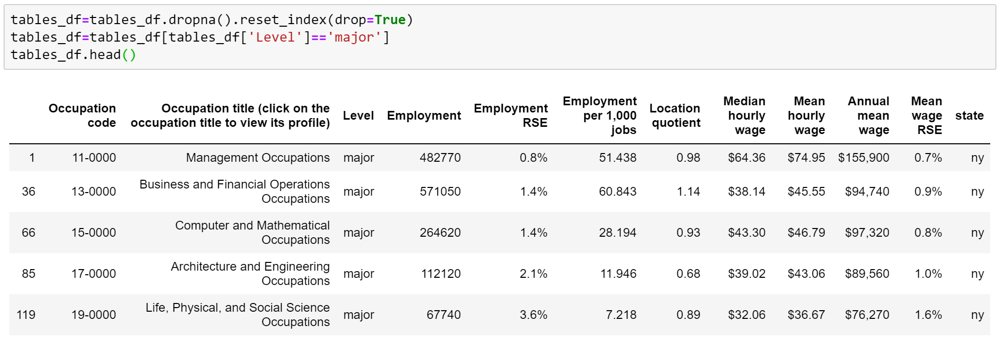 tables_df=tables_df.dropna().reset_index(drop=True)
tables_df=tables_df[tables_df['Level']=='major']
tables_df.head()
Occupation code Occupation title (click on the occupation title to view its profile) Level Employment Employment RSE Employment per 1,000 jobs Location quotient Median hourly wage Mean hourly wage Annual mean wage Mean wage RSE state
1 11-0000 Management Occupations major 482770 0.8% 51.438 0.98 $64.36 $74.95 $155,900 0.7% ny
36 13-0000 Business and Financial Operations Occupations major 571050 1.4% 60.843 1.14 $38.14 $45.55 $94,740 0.9% ny
66 15-0000 Computer and Mathematical Occupations major 264620 1.4% 28.194 0.93 $43.30 $46.79 $97,320 0.8% ny
85 17-0000 Architecture and Engineering Occupations major 112120 2.1% 11.946 0.68 $39.02 $43.06 $89,560 1.0% ny
119 19-0000 Life, Physical, and Social Science Occupations major 67740 3.6% 7.218 0.89 $32.06 $36.67 $76,270 1.6% ny